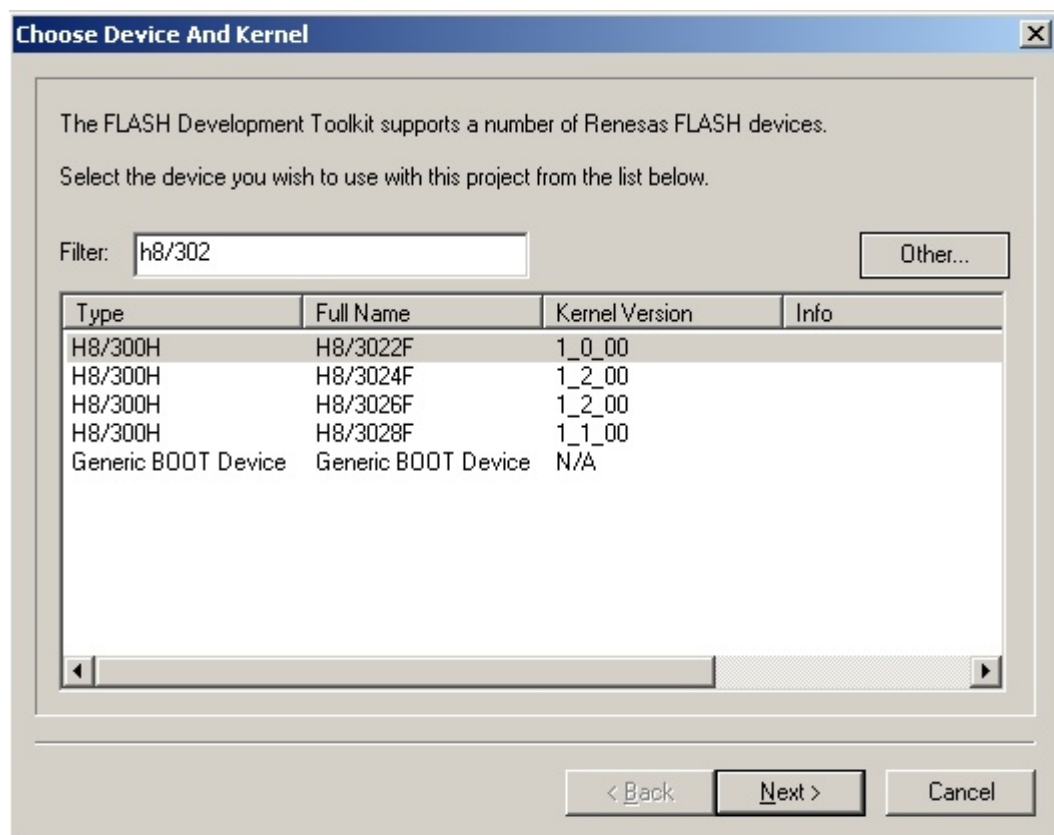 Choose Device And Kernel
The FLASH Development Toolkit supports a number of Renesas FLASH devices.
Select the device you wish to use with this project from the list below.
Filter: h8/302 Other...
Type Full Name Kernel Version Info
H8/300H H8/3022F 1_0_00
H8/300H H8/3024F 1_2_00
H8/300H H8/3026F 1_2_00
H8/300H H8/3028F 1_1_00
Generic BOOT Device Generic BOOT Device N/A
< Back Next > Cancel